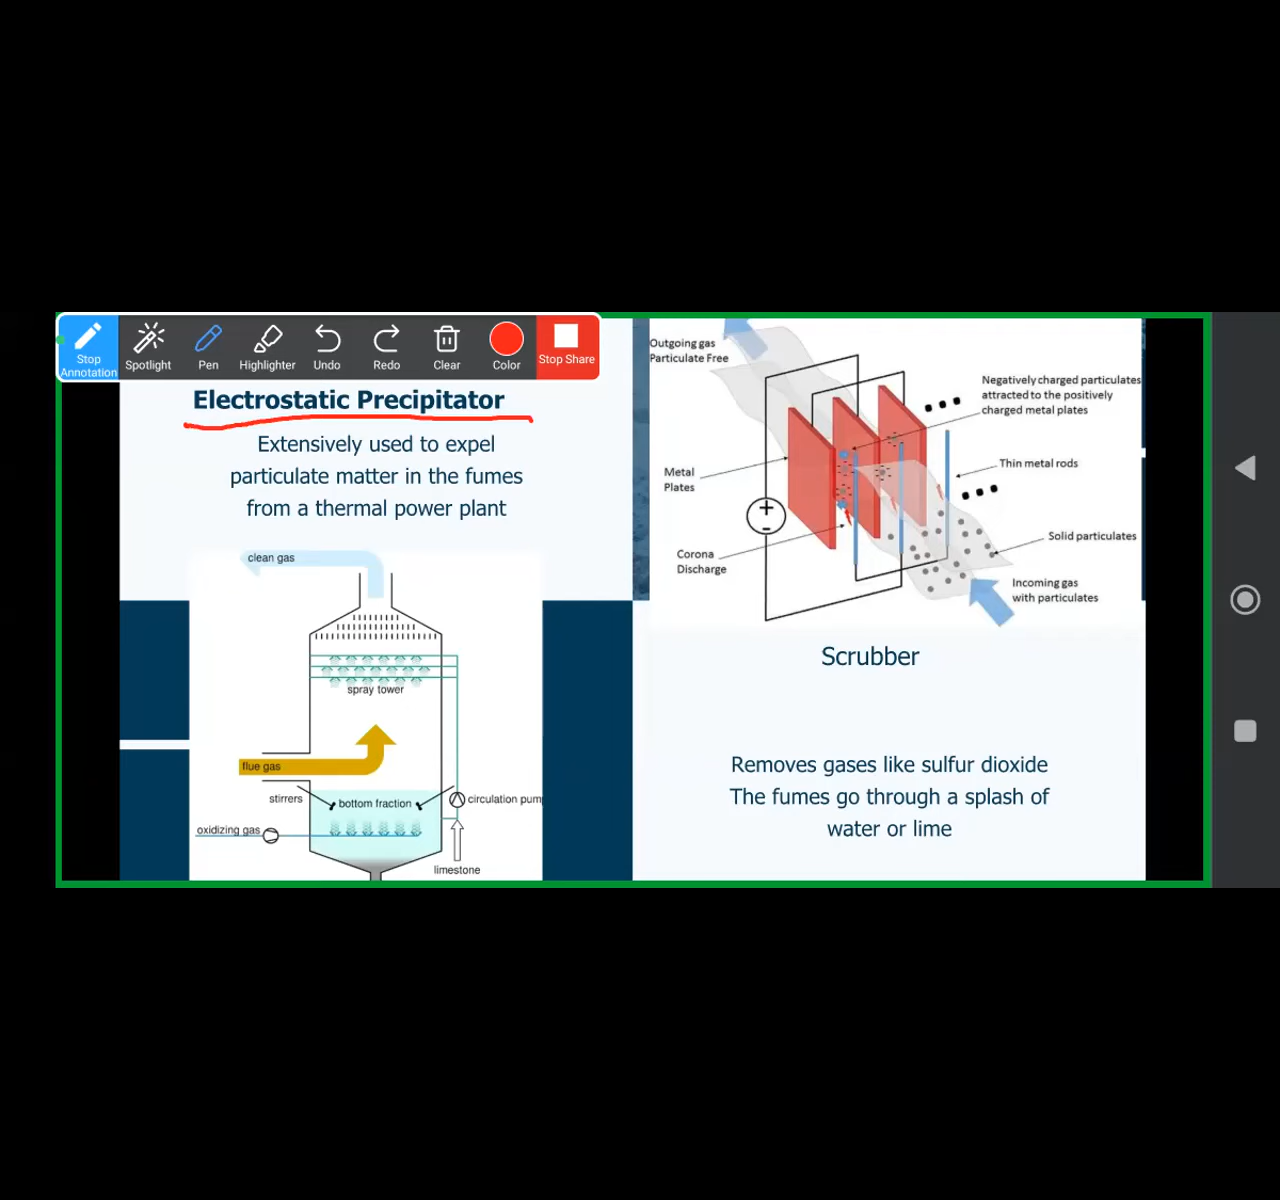 Stop
Annotation
Spotlight
Pen
Highlighter
Undo
Redo
Clear
Color
Stop Share
Electrostatic Precipitator
Extensively used to expel
particulate matter in the fumes
from a thermal power plant
clean gas
spray tower
flue gas
stirrers
bottom fraction
circulation pump
oxidizing gas
limestone
Outgoing gas
Particulate Free
Negatively charged particulates
attracted to the positively
charged metal plates
Metal
Plates
Thin metal rods
+
-
Solid particulates
Corona
Discharge
Incoming gas
with particulates
Scrubber
Removes gases like sulfur dioxide
The fumes go through a splash of
water or lime